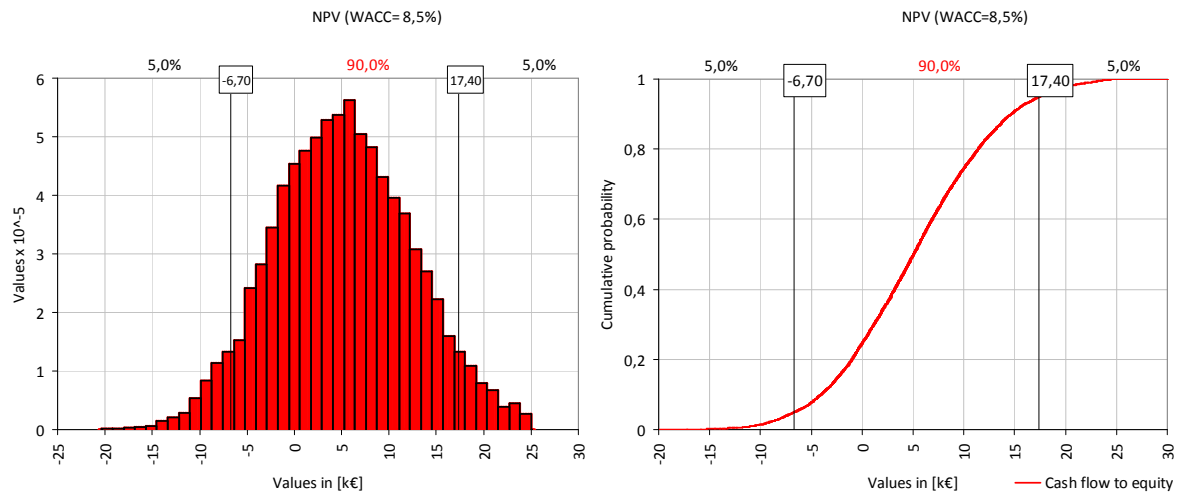 NPV (WACC= 8,5%)
5,0% 90,0% 5,0%
-6,70 17,40
6
5
4
3
2
1
0
Values x 10^-5
-25 -20 -15 -10 -5 0 5 10 15 20 25 30
Values in [k€]
NPV (WACC=8,5%)
5,0% 90,0% 5,0%
-6,70 17,40
1
0,8
0,6
0,4
0,2
0
Cumulative probability
-20 -15 -10 -5 0 5 10 15 20 25 30
Values in [k€]
Cash flow to equity